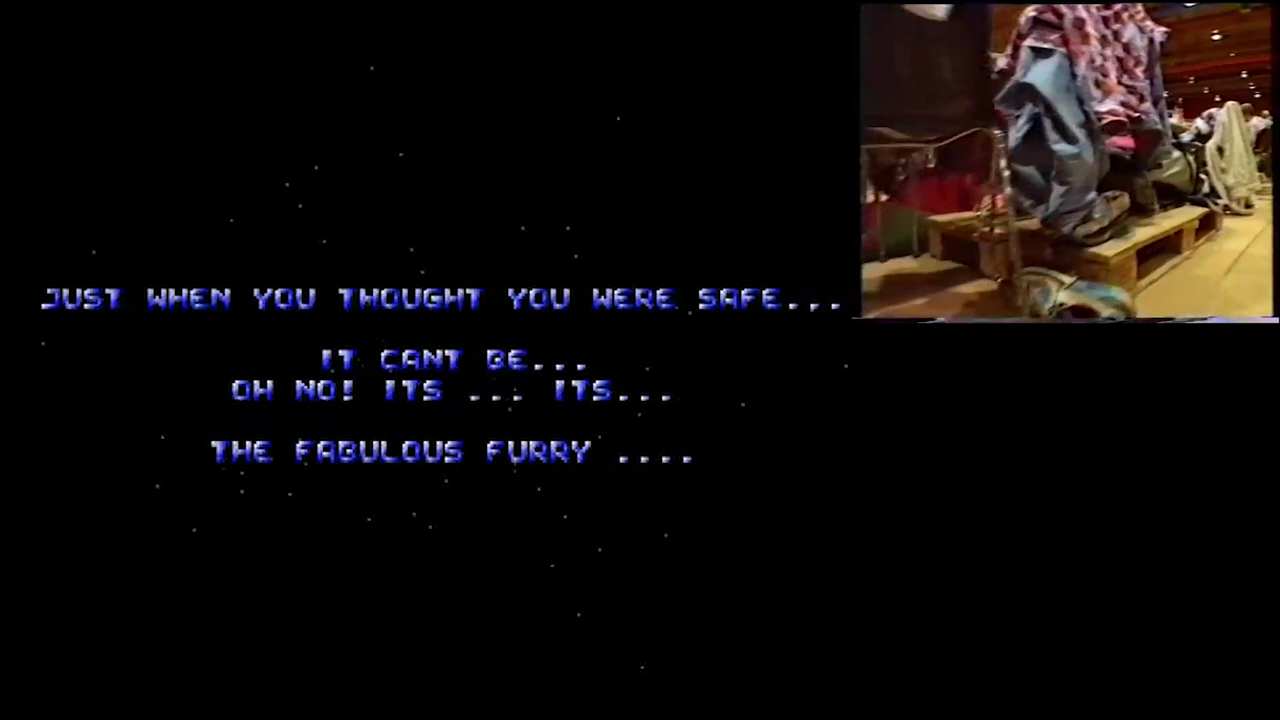 JUST WHEN YOU THOUGHT YOU WERE SAFE...
IT CANT BE...
OH NO! ITS ... ITS...
THE FABULOUS FURRY ....